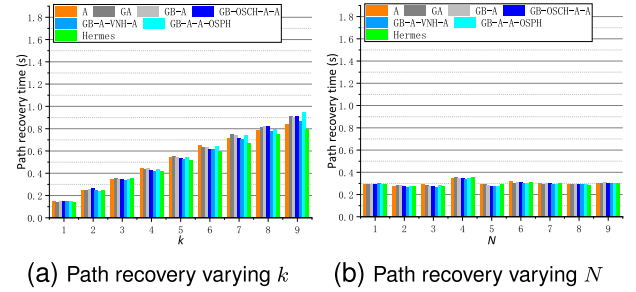 A GA GB-A GB-OSCH-A-A
GB-A-VNH-A GB-A-A-OSPH
Hermes
Path recovery time (s)
1.8
1.6
1.4
1.2
1.0
0.8
0.6
0.4
0.2
0.0
1 2 3 4 5 6 7 8 9
k
(a) Path recovery varying k
A GA GB-A GB-OSCH-A-A
GB-A-VNH-A GB-A-A-OSPH
Hermes
Path recovery time (s)
1.8
1.6
1.4
1.2
1.0
0.8
0.6
0.4
0.2
0.0
1 2 3 4 5 6 7 8 9
N
(b) Path recovery varying N